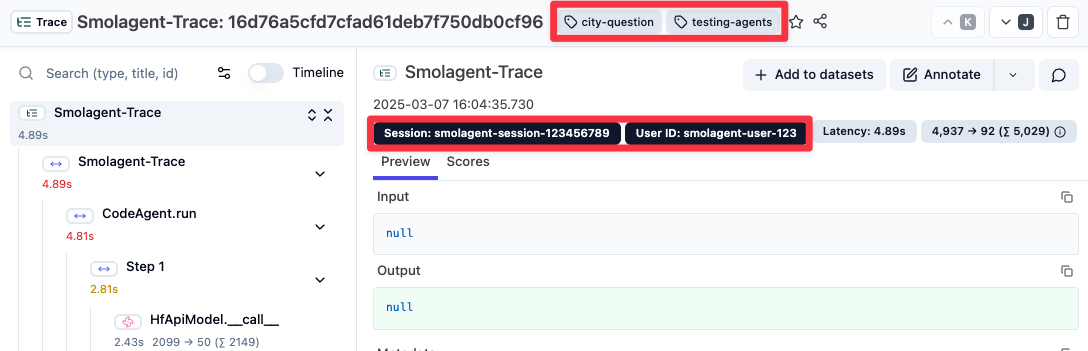 Trace Smolagent-Trace: 16d76a5cfd7cfad61deb7f750db0cf96 city-question testing-agents K J
Search (type, title, id) Timeline
Smolagent-Trace
4.89s
Smolagent-Trace
4.89s
CodeAgent.run
4.81s
Step 1
2.81s
HfApiModel.__call__
2.43s 2099 → 50 (∑ 2149)
Smolagent-Trace + Add to datasets Annotate
2025-03-07 16:04:35.730
Session: smolagent-session-123456789 User ID: smolagent-user-123 Latency: 4.89s 4,937 → 92 (∑ 5,029)
Preview Scores
Input
null
Output
null
Metadata